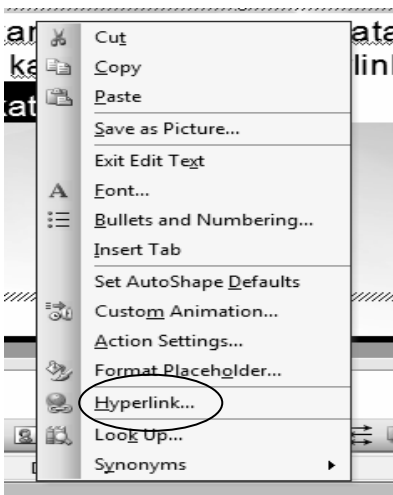 Cut
Copy
Paste
Save as Picture...
Exit Edit Text
Font...
Bullets and Numbering...
Insert Tab
Set AutoShape Defaults
Custom Animation...
Action Settings...
Format Placeholder...
Hyperlink...
Look Up...
Synonyms